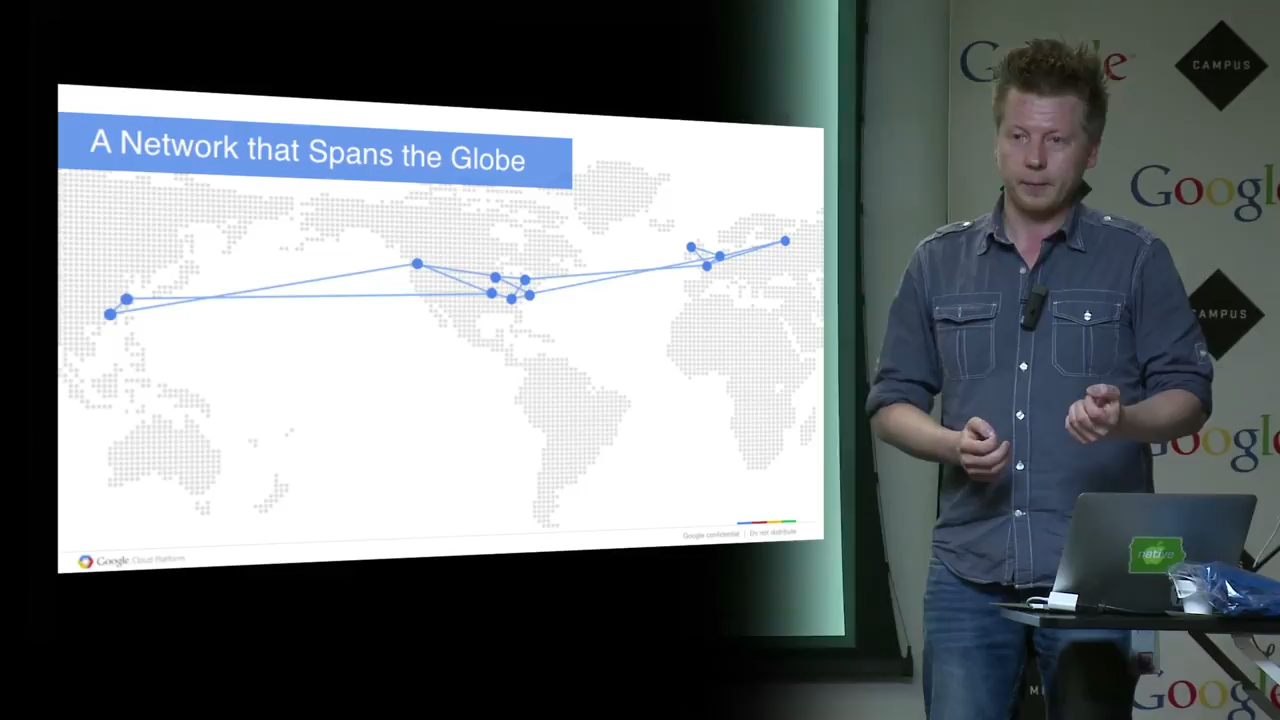 A Network that Spans the Globe
Google confidential | Do not distribute
Google Cloud Platform
Google
CAMPUS
Google
CAMPUS
Google
native
Google